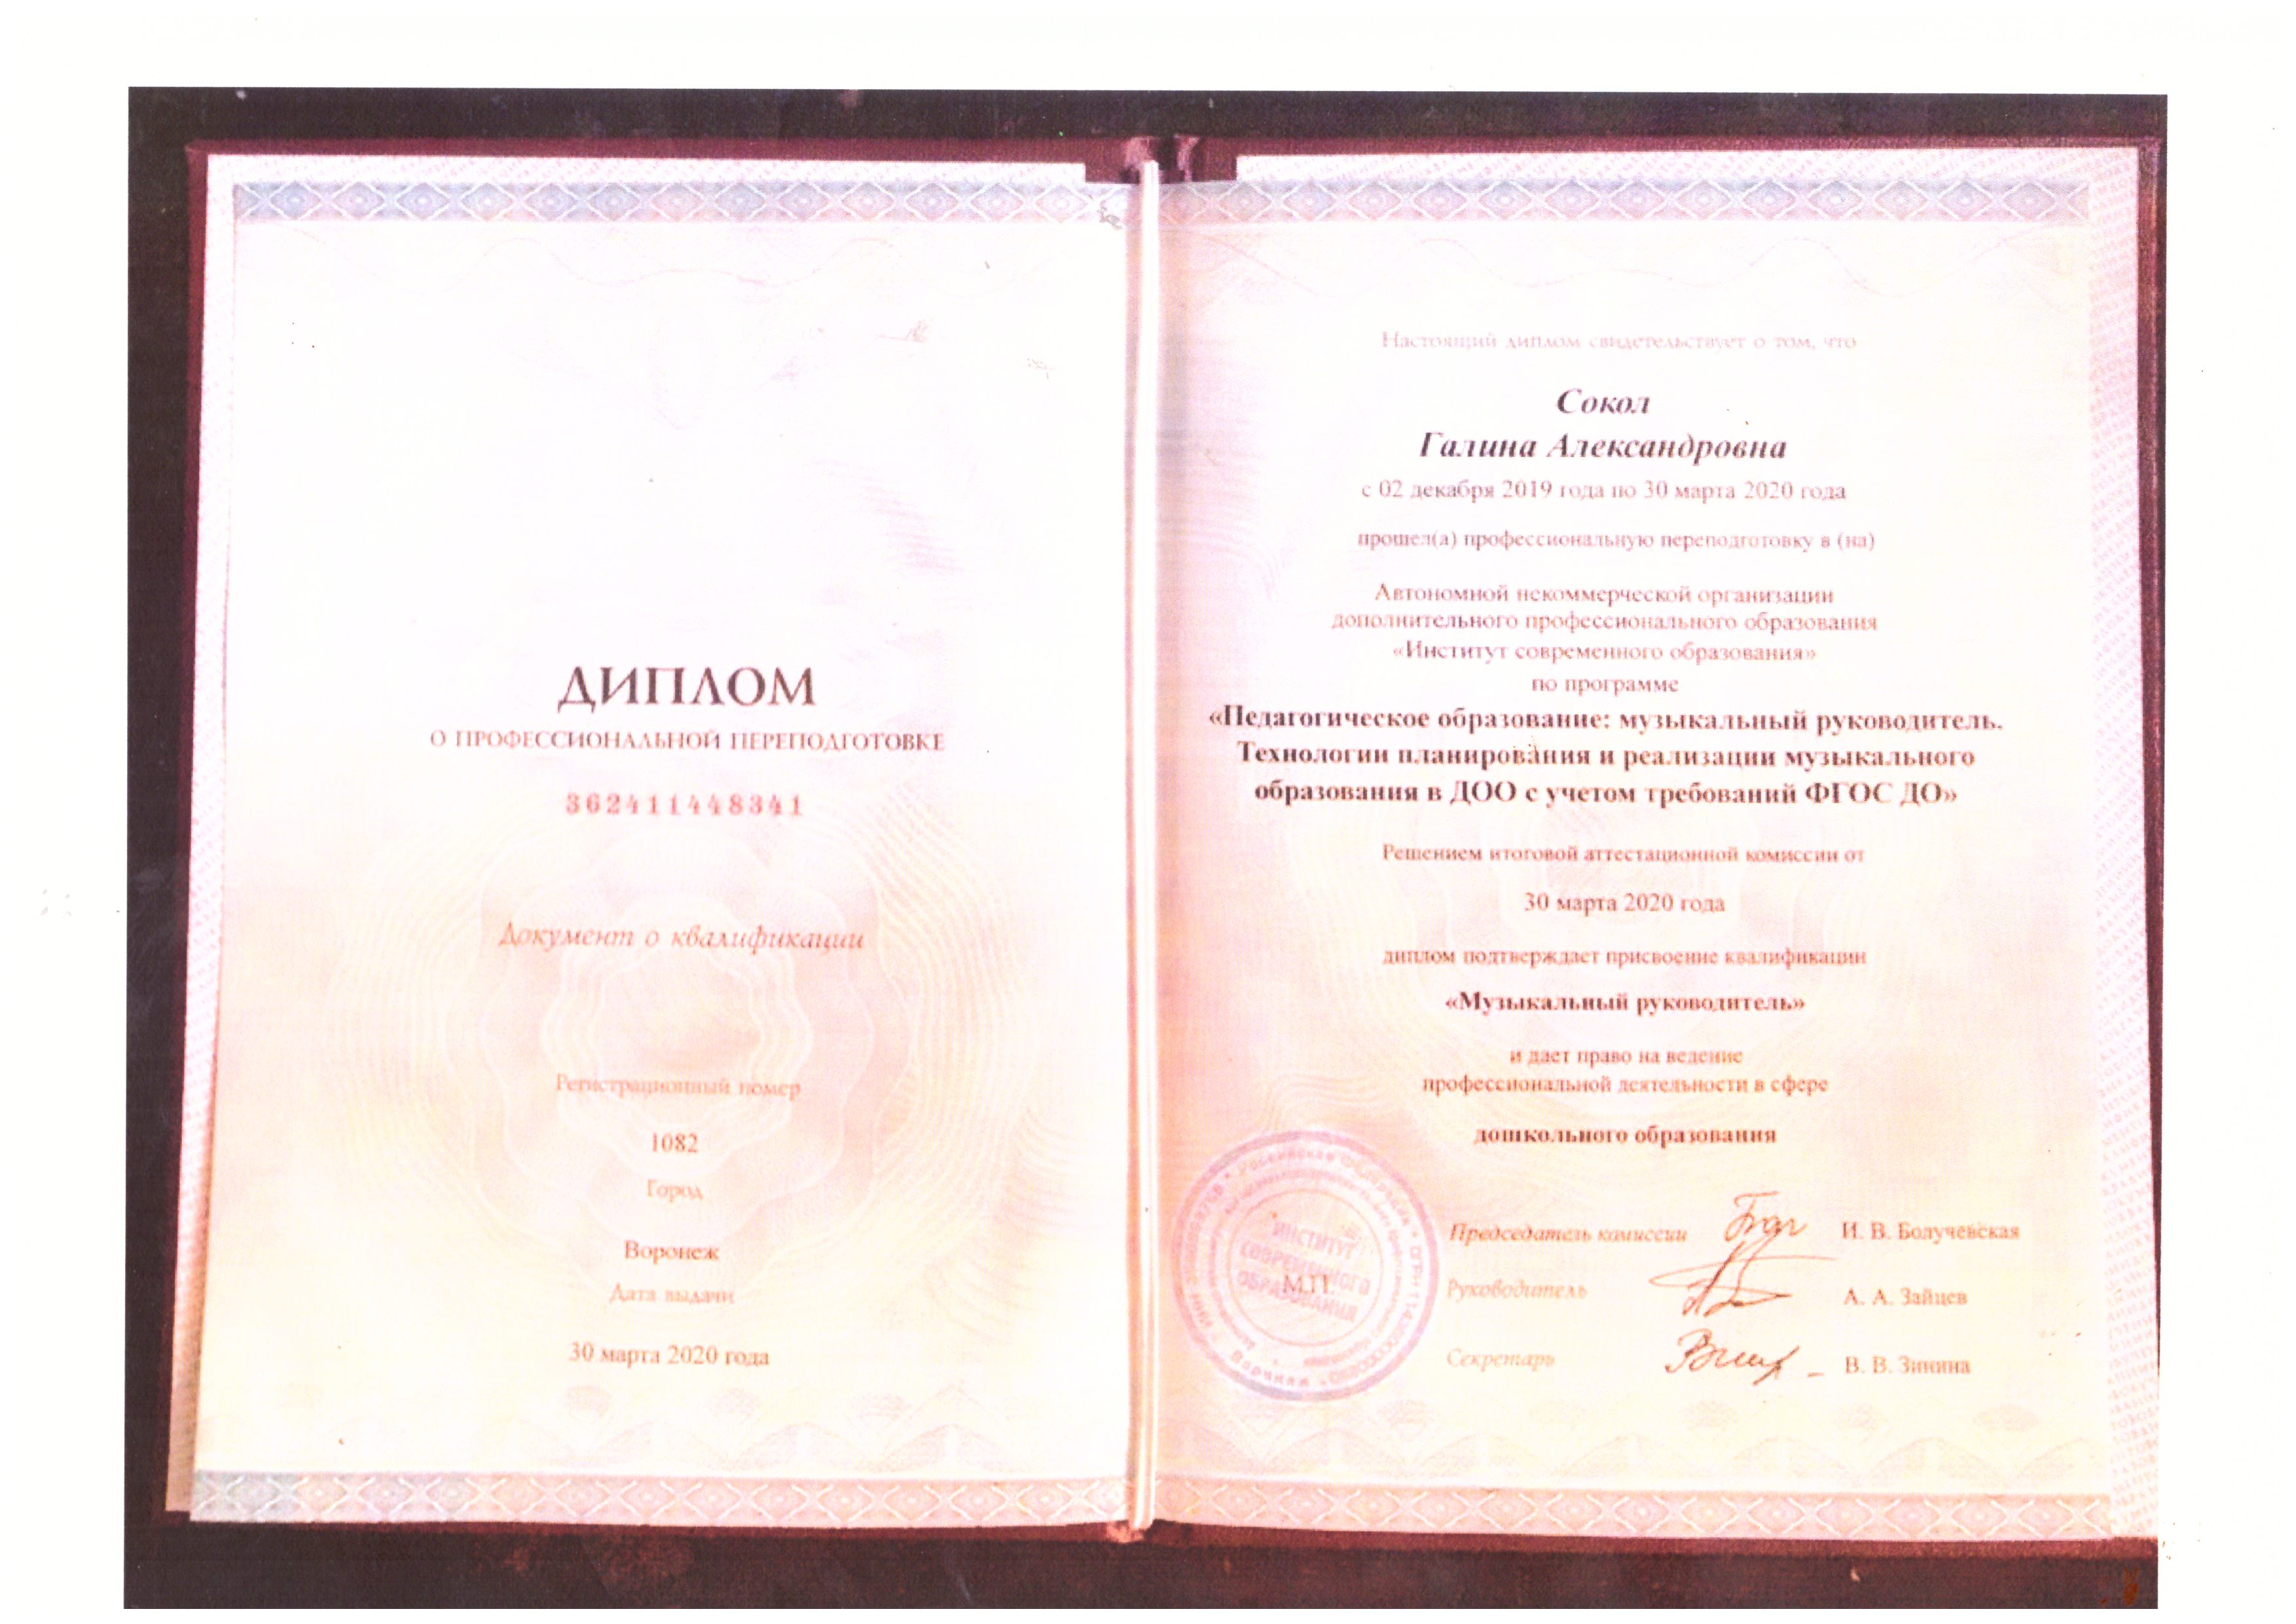 ДИПЛОМ
О ПРОФЕССИОНАЛЬНОЙ ПЕРЕПОДГОТОВКЕ
362411448341
Документ о квалификации
Регистрационный номер
1082
Город
Воронеж
Дата выдачи
30 марта 2020 года
Настоящий диплом свидетельствует о том, что
Сокол
Галина Александровна
с 02 декабря 2019 года по 30 марта 2020 года
прошел(а) профессиональную переподготовку в (на)
Автономной некоммерческой организации
дополнительного профессионального образования
«Институт современного образования»
по программе
«Педагогическое образование: музыкальный руководитель.
Технологии планирования и реализации музыкального
образования в ДОО с учетом требований ФГОС ДО»
Решением итоговой аттестационной комиссии от
30 марта 2020 года
диплом подтверждает присвоение квалификации
«Музыкальный руководитель»
и дает право на ведение
профессиональной деятельности в сфере
дошкольного образования
Председатель комиссии И. В. Болучевская
Руководитель А. А. Зайцев
Секретарь В. В. Зинина
М.П.
ИНСТИТУТ
СОВРЕМЕННОГО
ОБРАЗОВАНИЯ
Российская Федерация
Воронеж